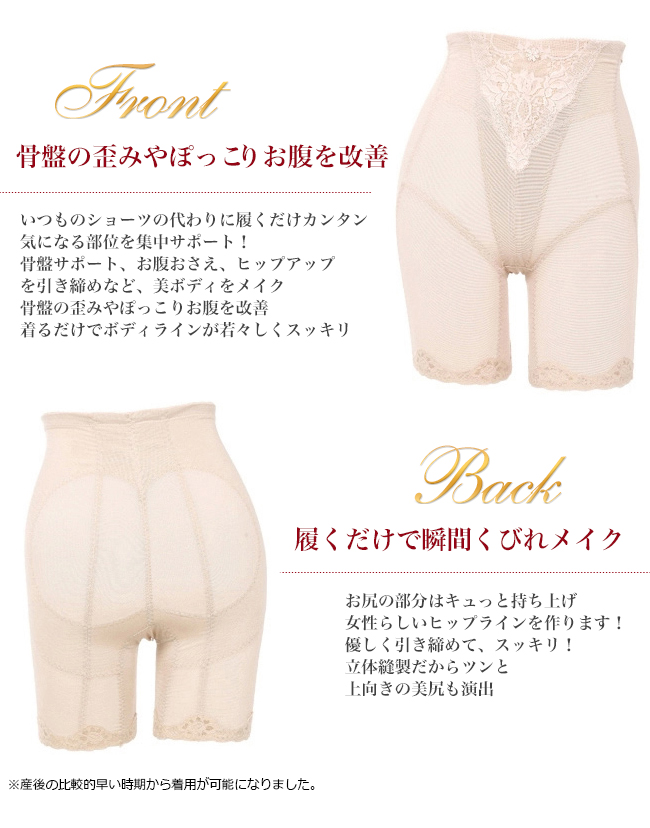 Front
骨盤の歪みやぽっこりお腹を改善
いつものショーツの代わりに履くだけカンタン
気になる部位を集中サポート！
骨盤サポート、お腹おさえ、ヒップアップ
を引き締めなど、美ボディをメイク
骨盤の歪みやぽっこりお腹を改善
着るだけでボディラインが若々しくスッキリ
Back
履くだけで瞬間くびれメイク
お尻の部分はキュっと持ち上げ
女性らしいヒップラインを作ります！
優しく引き締めて、スッキリ！
立体縫製だからツンと
上向きの美尻も演出
※産後の比較的早い時期から着用が可能になりました。